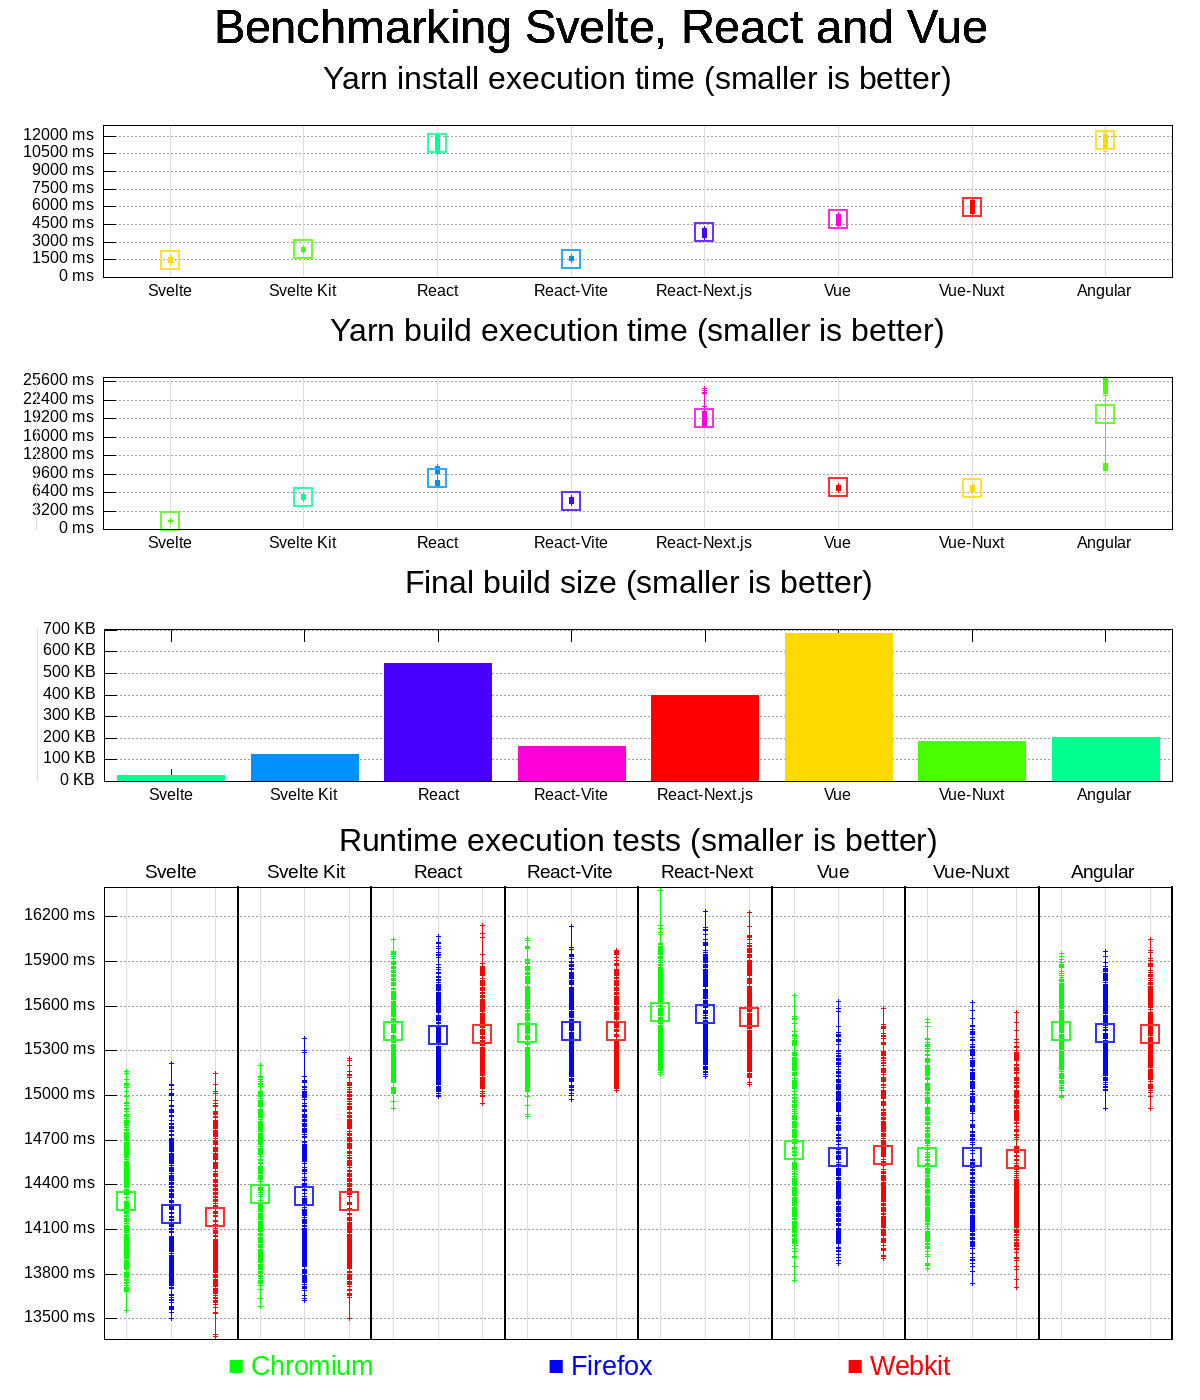 Benchmarking Svelte, React and Vue
Yarn install execution time (smaller is better)
12000 ms
10500 ms
9000 ms
7500 ms
6000 ms
4500 ms
3000 ms
1500 ms
0 ms
Svelte Svelte Kit React React-Vite React-Next.js Vue Vue-Nuxt Angular
Yarn build execution time (smaller is better)
25600 ms
22400 ms
19200 ms
16000 ms
12800 ms
9600 ms
6400 ms
3200 ms
0 ms
Svelte Svelte Kit React React-Vite React-Next.js Vue Vue-Nuxt Angular
Final build size (smaller is better)
700 KB
600 KB
500 KB
400 KB
300 KB
200 KB
100 KB
0 KB
Svelte Svelte Kit React React-Vite React-Next.js Vue Vue-Nuxt Angular
Runtime execution tests (smaller is better)
Svelte Svelte Kit React React-Vite React-Next Vue Vue-Nuxt Angular
16200 ms
15900 ms
15600 ms
15300 ms
15000 ms
14700 ms
14400 ms
14100 ms
13800 ms
13500 ms
Chromium Firefox Webkit